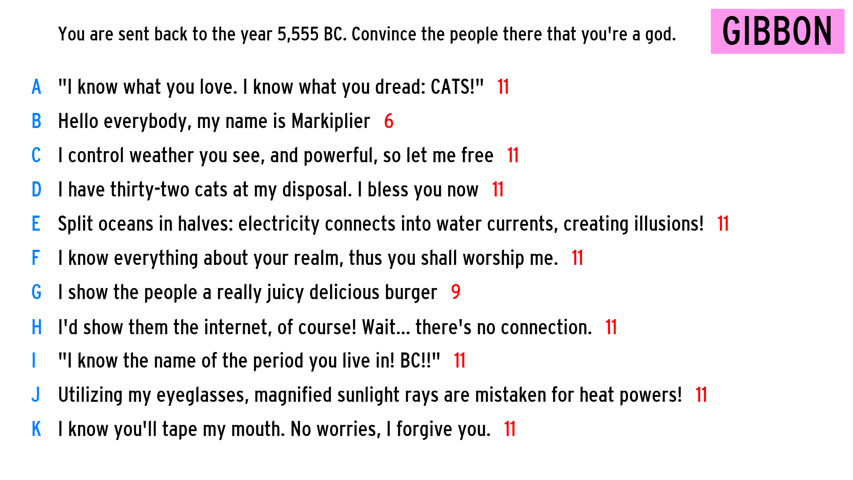 You are sent back to the year 5,555 BC. Convince the people there that you're a god.
GIBBON
A "I know what you love. I know what you dread: CATS!" 11
B Hello everybody, my name is Markiplier 6
C I control weather you see, and powerful, so let me free 11
D I have thirty-two cats at my disposal. I bless you now 11
E Split oceans in halves: electricity connects into water currents, creating illusions! 11
F I know everything about your realm, thus you shall worship me. 11
G I show the people a really juicy delicious burger 9
H I'd show them the internet, of course! Wait... there's no connection. 11
I "I know the name of the period you live in! BC!!" 11
J Utilizing my eyeglasses, magnified sunlight rays are mistaken for heat powers! 11
K I know you'll tape my mouth. No worries, I forgive you. 11